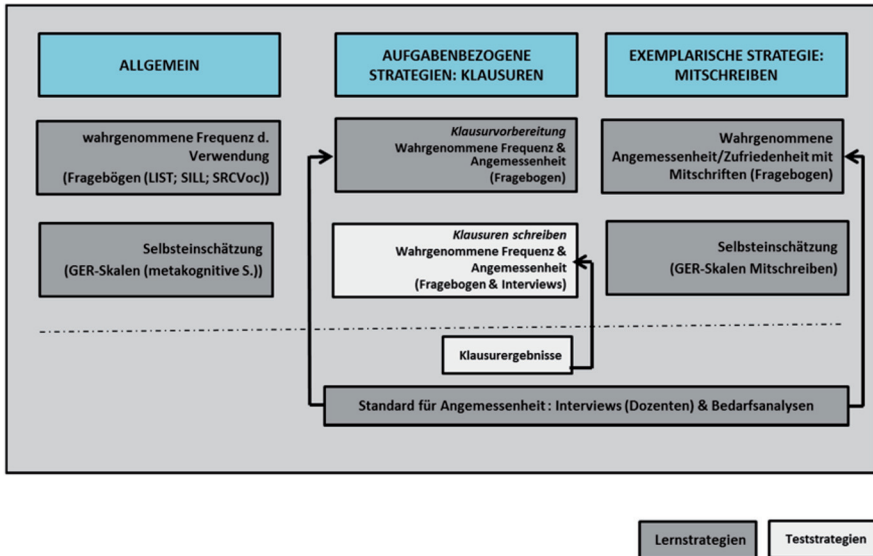 ALLGEMEIN
AUFGABENBEZOGENE
STRATEGIEN: KLAUSUREN
EXEMPLARISCHE STRATEGIE:
MITSCHREIBEN
wahrgenommene Frequenz d.
Verwendung
(Fragebögen (LIST; SILL; SRCVoc))
Klausurvorbereitung
Wahrgenommene Frequenz &
Angemessenheit
(Fragebogen)
Wahrgenommene
Angemessenheit/Zufriedenheit mit
Mitschriften (Fragebogen)
Selbsteinschätzung
(GER-Skalen (metakognitive S.))
Klausuren schreiben
Wahrgenommene Frequenz &
Angemessenheit
(Fragebogen & Interviews)
Selbsteinschätzung
(GER-Skalen Mitschreiben)
Klausurergebnisse
Standard für Angemessenheit : Interviews (Dozenten) & Bedarfsanalysen
Lernstrategien
Teststrategien